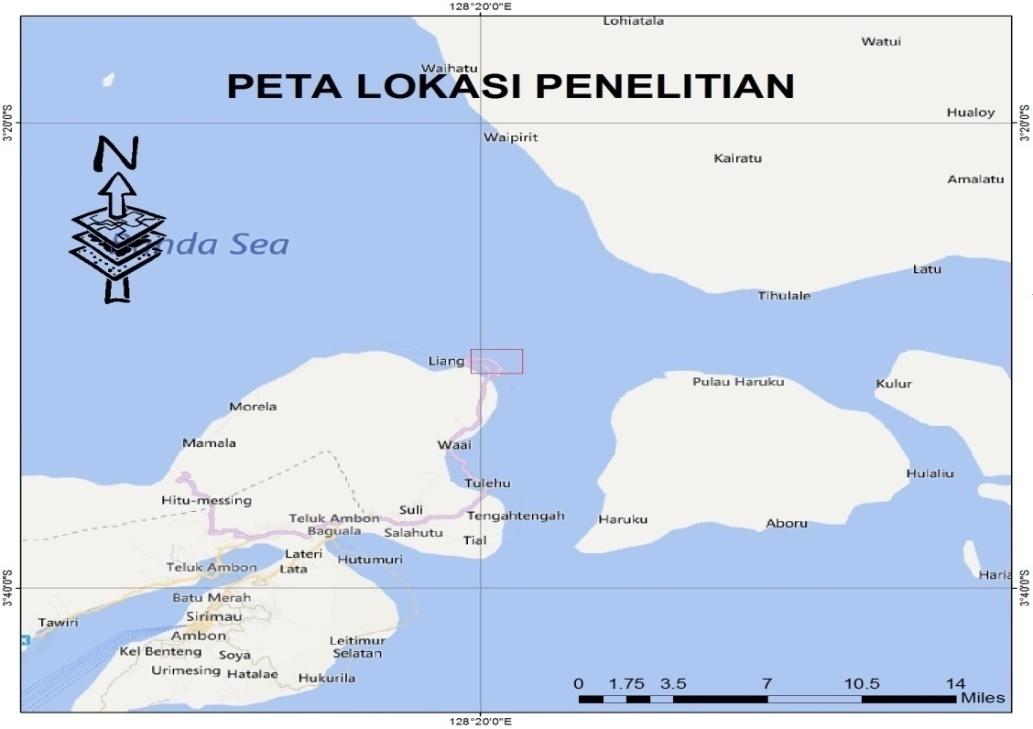 128°20'0"E
Lohiatala
Watui
Waihatu
PETA LOKASI PENELITIAN
Hualoy
3°20'0"S
3°20'0"S
Waipirit
N
Kairatu
Amalatu
nda Sea
Latu
Tihulale
Liang
Pulau Haruku
Kulur
Morela
Mamala
Waai
Hulaliu
Tulehu
Hitu-messing
Suli
Tengahtengah
Haruku
Aboru
Teluk Ambon
Baguala
Salahutu
Tial
Lateri
Hutumuri
Teluk Ambon
Lata
Haria
3°40'0"S
3°40'0"S
Batu Merah
Sirimau
Tawiri
Ambon
Leitimur
Selatan
Kel Benteng
Soya
Urimesing
Hatalae
Hukurila
0 1.75 3.5 7 10.5 14
Miles
128°20'0"E